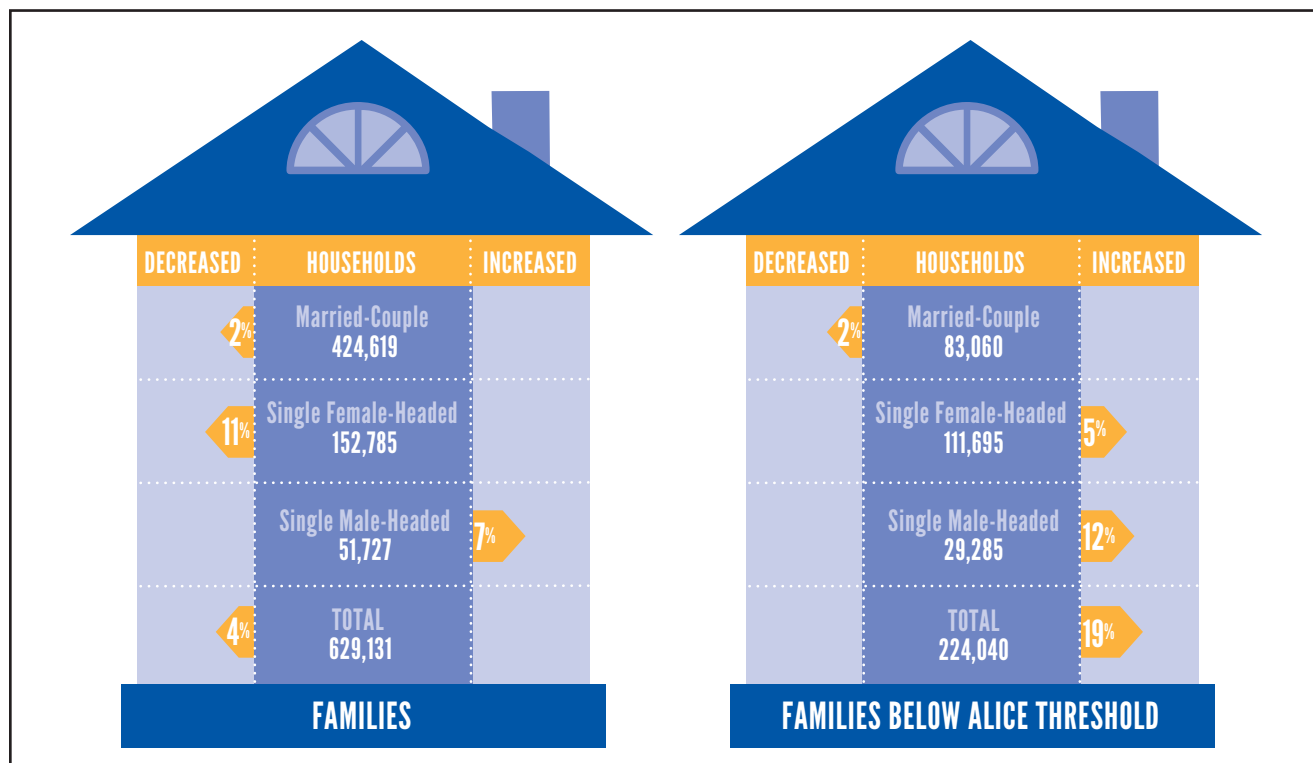 DECREASED HOUSEHOLDS INCREASED
2% Married-Couple
424,619
11% Single Female-Headed
152,785
Single Male-Headed 7%
51,727
4% TOTAL
629,131
FAMILIES
DECREASED HOUSEHOLDS INCREASED
2% Married-Couple
83,060
Single Female-Headed 5%
111,695
Single Male-Headed 12%
29,285
TOTAL 19%
224,040
FAMILIES BELOW ALICE THRESHOLD